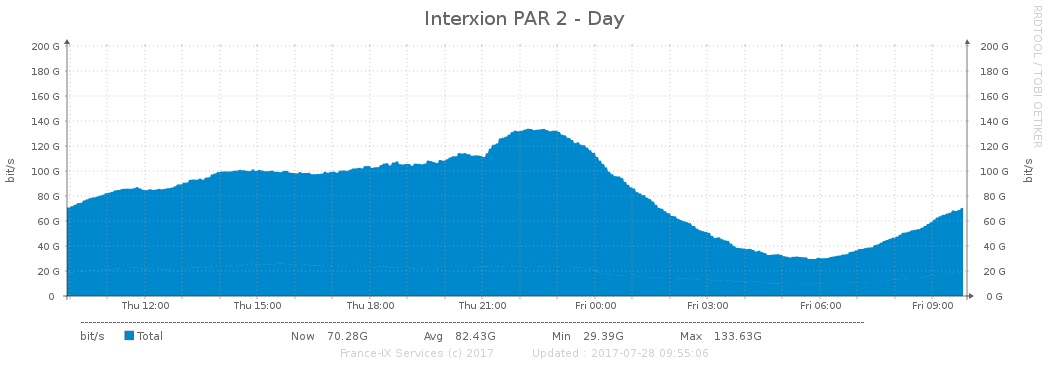 Interxion PAR 2 - Day
RRDTOOL / TOBI OETIKER
200 G 200 G
180 G 180 G
160 G 160 G
140 G 140 G
120 G 120 G
100 G 100 G
80 G 80 G
60 G 60 G
40 G 40 G
20 G 20 G
0 0 G
bit/s
bit/s
Thu 12:00 Thu 15:00 Thu 18:00 Thu 21:00 Fri 00:00 Fri 03:00 Fri 06:00 Fri 09:00
bit/s Total Now 70.28G Avg 82.43G Min 29.39G Max 133.63G
France-IX Services (c) 2017 Updated : 2017-07-28 09:55:06